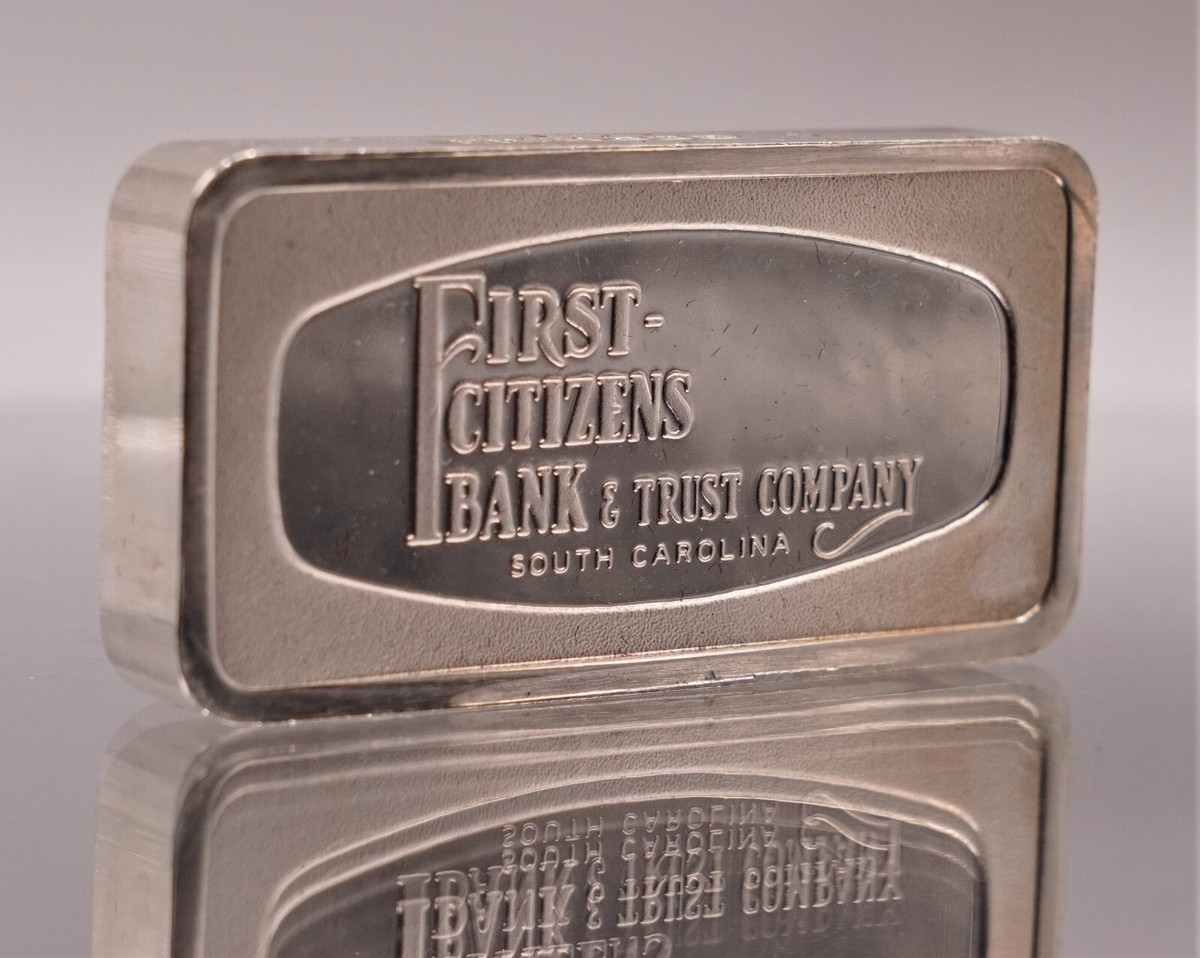 FIRST-
CITIZENS
BANK & TRUST COMPANY
SOUTH CAROLINA